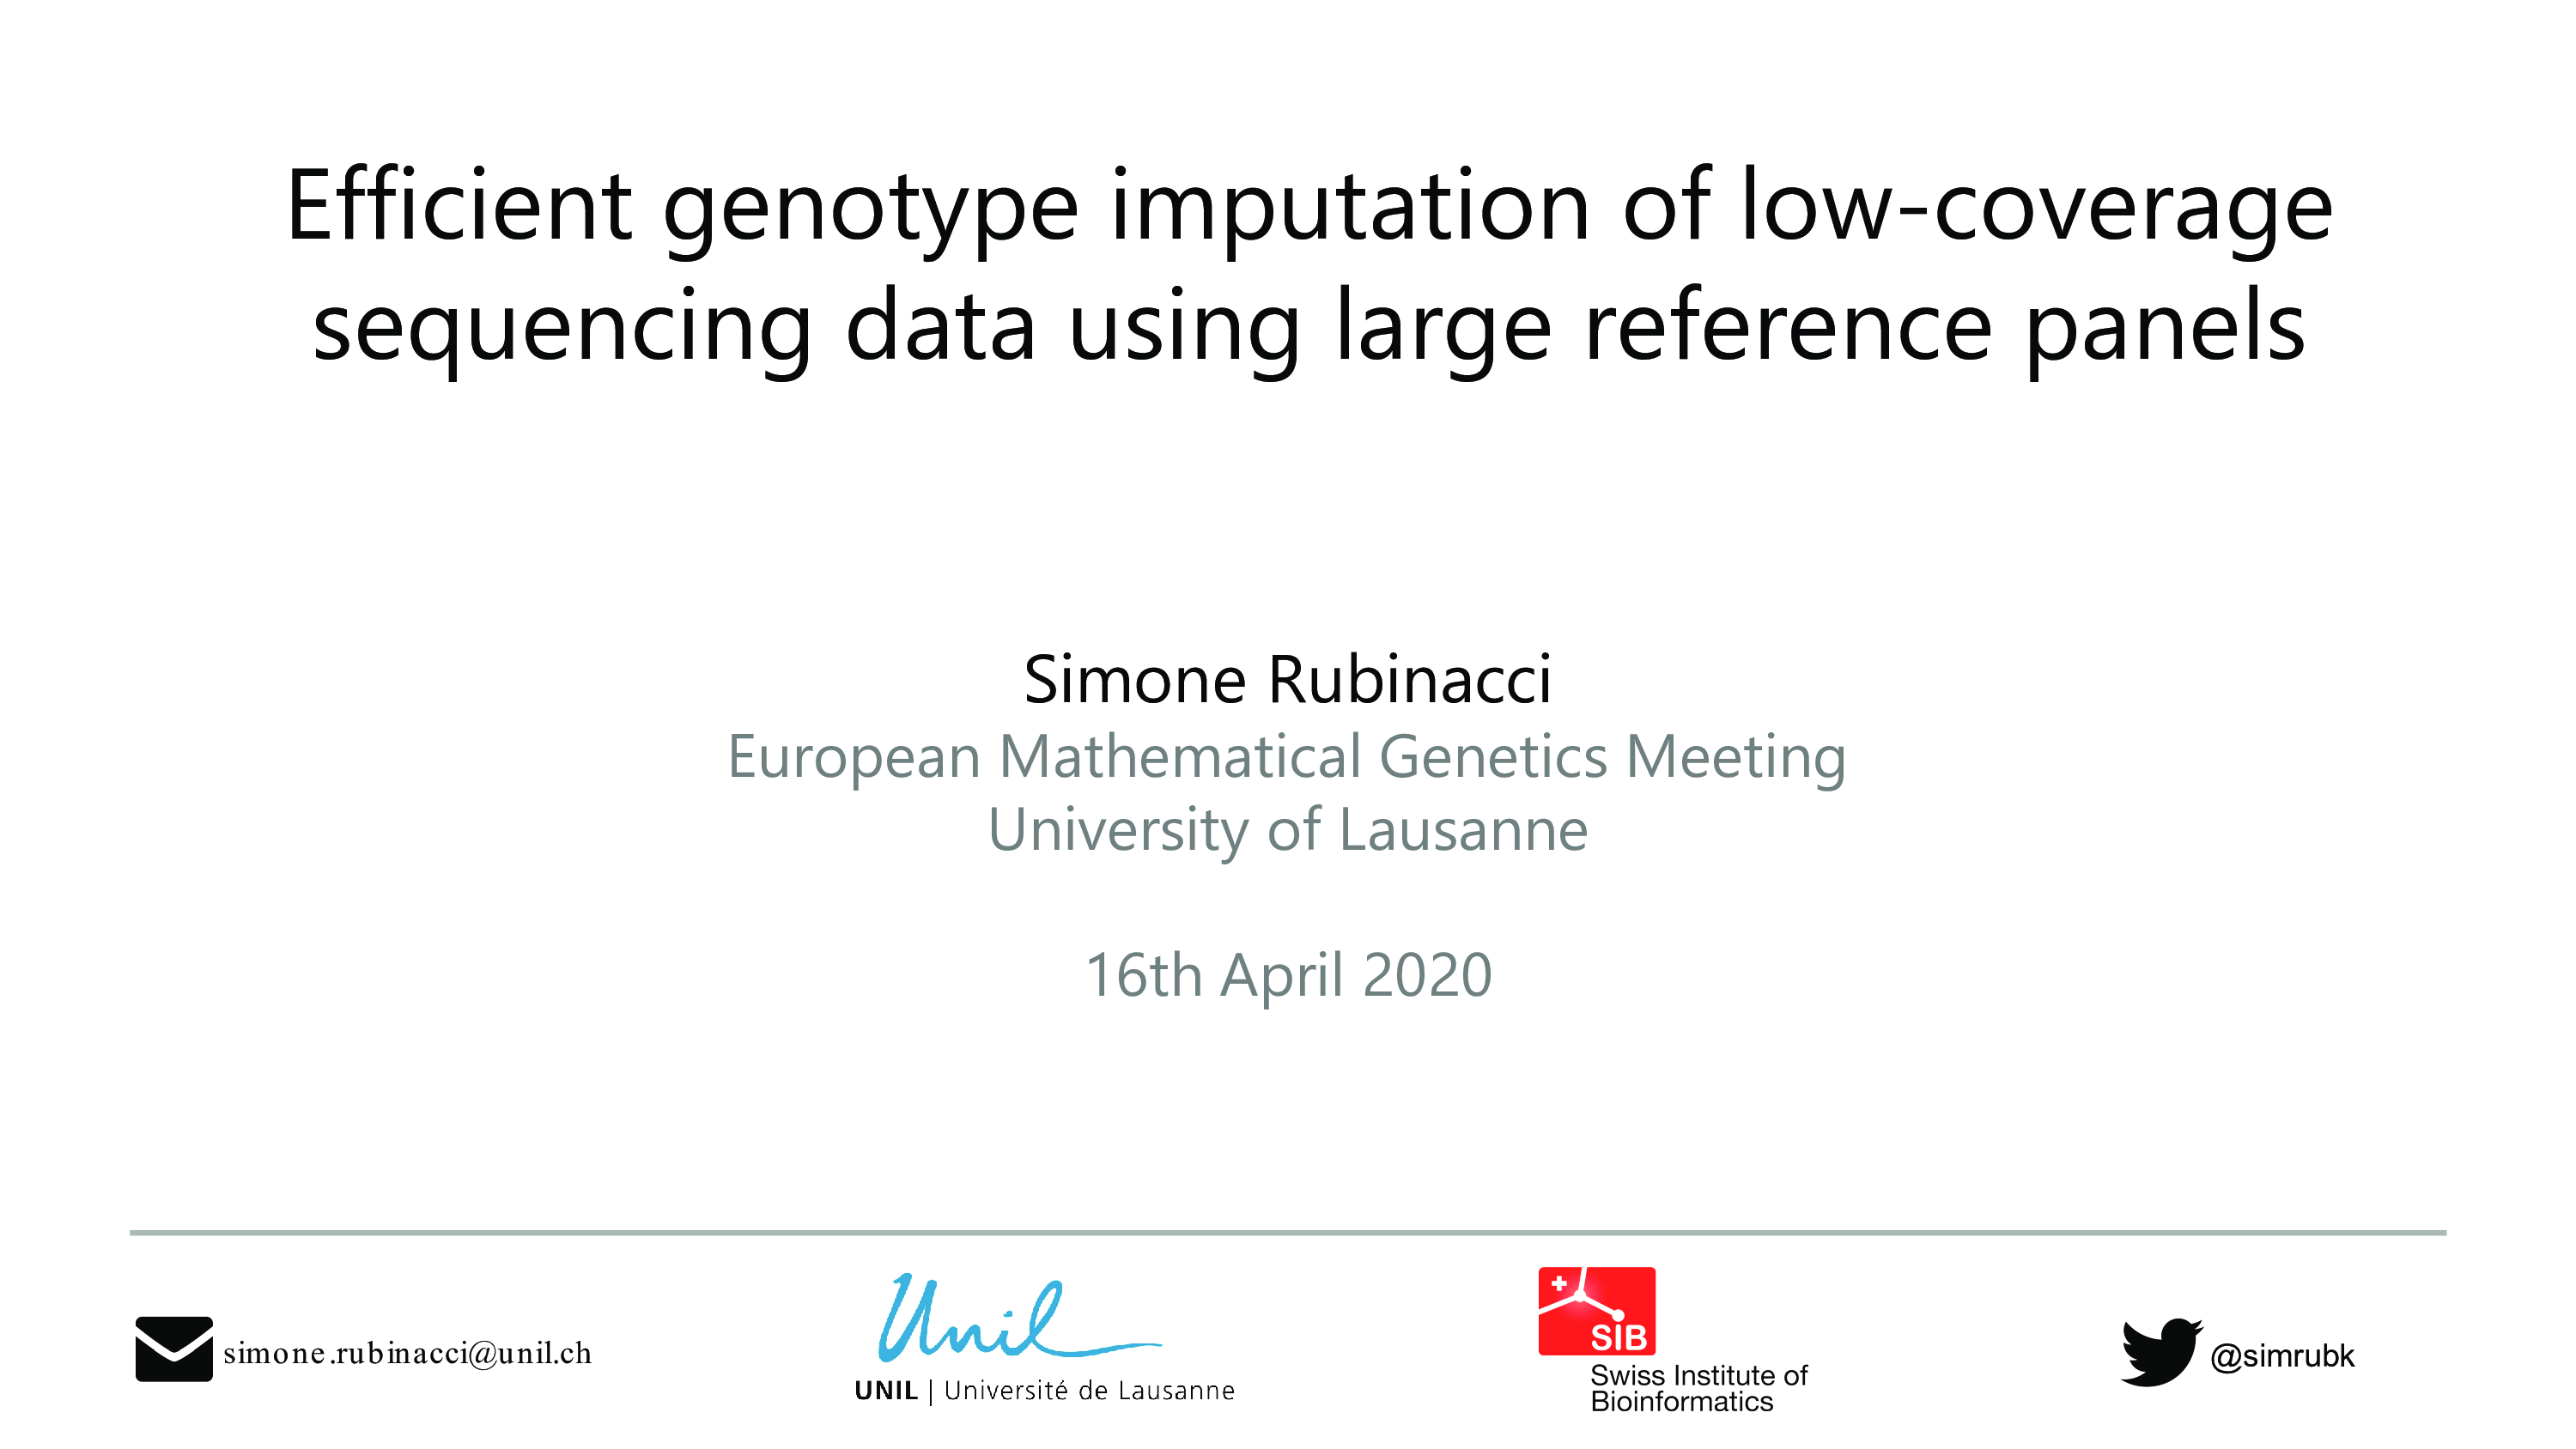 Efficient genotype imputation of low-coverage
sequencing data using large reference panels
Simone Rubinacci
European Mathematical Genetics Meeting
University of Lausanne
16th April 2020
simone.rubinacci@unil.ch
Unil
UNIL | Université de Lausanne
SIB
Swiss Institute of
Bioinformatics
@simrubk